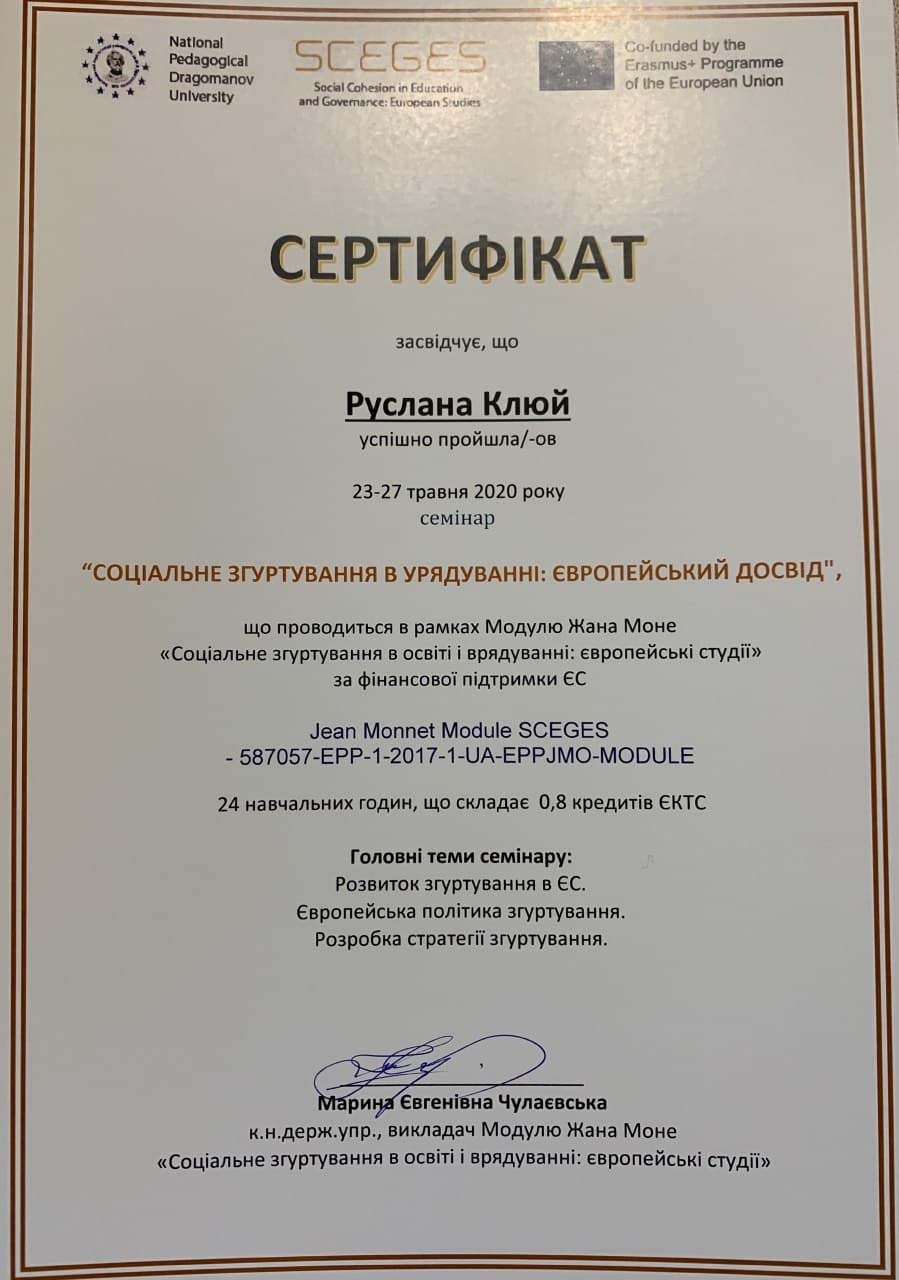 National
Pedagogical
Dragomanov
University
SCEGES
Social Cohesion in Education
and Governance: European Studies
Co-funded by the
Erasmus+ Programme
of the European Union
СЕРТИФІКАТ
засвідчує, що
Руслана Клюй
успішно пройшла/-ов
23-27 травня 2020 року
семінар
“СОЦІАЛЬНЕ ЗГУРТУВАННЯ В УРЯДУВАННІ: ЄВРОПЕЙСЬКИЙ ДОСВІД",
що проводиться в рамках Модулю Жана Моне
«Соціальне згуртування в освіті і врядуванні: європейські студії»
за фінансової підтримки ЄС
Jean Monnet Module SCEGES
- 587057-EPP-1-2017-1-UA-EPPJMO-MODULE
24 навчальних годин, що складає 0,8 кредитів ЄКТС
Головні теми семінару:
Розвиток згуртування в ЄС.
Європейська політика згуртування.
Розробка стратегії згуртування.
Марина Євгенівна Чулаєвська
к.н.держ.упр., викладач Модулю Жана Моне
«Соціальне згуртування в освіті і врядуванні: європейські студії»